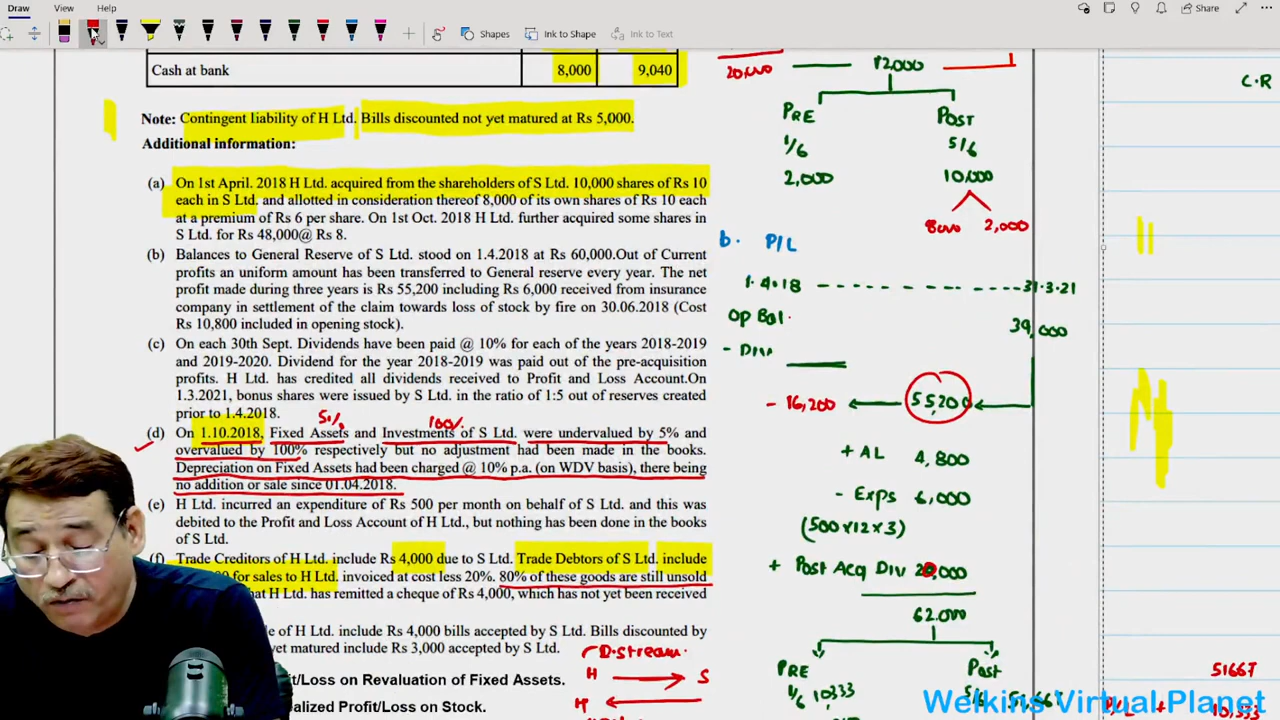 Draw View
Share
Shapes Ink to Shape Ink to Text
Cash at bank 8,000 9,040
Note: Contingent liability of H Ltd. Bills discounted not yet matured at Rs 5,000.
Additional information:
(a) On 1st April. 2018 H Ltd. acquired from the shareholders of S Ltd. 10,000 shares of Rs 10
each in S Ltd. and allotted in consideration thereof 8,000 of its own shares of Rs 10 each
at a premium of Rs 6 per share. On 1st Oct. 2018 H Ltd. further acquired some shares in
S Ltd. for Rs 48,000@ Rs 8.
(b) Balances to General Reserve of S Ltd. stood on 1.4.2018 at Rs 60,000.Out of Current
profits an uniform amount has been transferred to General reserve every year. The net
profit made during three years is Rs 55,200 including Rs 6,000 received from insurance
company in settlement of the claim towards loss of stock by fire on 30.06.2018 (Cost
Rs 10,800 included in opening stock).
(c) On each 30th Sept. Dividends have been paid @ 10% for each of the years 2018-2019
and 2019-2020. Dividend for the year 2018-2019 was paid out of the pre-acquisition
profits. H Ltd. has credited all dividends received to Profit and Loss Account.On
1.3.2021, bonus shares were issued by S Ltd. in the ratio of 1:5 out of reserves created
prior to 1.4.2018.
5% 100%
(d) On 1.10.2018, Fixed Assets and Investments of S Ltd. were undervalued by 5% and
overvalued by 100% respectively but no adjustment had been made in the books.
Depreciation on Fixed Assets had been charged @ 10% p.a. (on WDV basis), there being
no addition or sale since 01.04.2018.
(e) H Ltd. incurred an expenditure of Rs 500 per month on behalf of S Ltd. and this was
debited to the Profit and Loss Account of H Ltd., but nothing has been done in the books
of S Ltd.
(f) Trade Creditors of H Ltd. include Rs 4,000 due to S Ltd. Trade Debtors of S Ltd. include
for sales to H Ltd. invoiced at cost less 20%. 80% of these goods are still unsold
that H Ltd. has remitted a cheque of Rs 4,000, which has not yet been received
of H Ltd. include Rs 4,000 bills accepted by S Ltd. Bills discounted by
yet matured include Rs 3,000 accepted by S Ltd.
D.stream.
t/Loss on Revaluation of Fixed Assets.
H S
alized Profit/Loss on Stock.
H
20,000 12000
PRE POST
1/6 5/6
2,000 10,000
8000 2,000
b. P/L
1.4.18 31.3.21
Op Bal 39,000
- Div
- 16,200 55,200
+ AL 4,800
- Exps 6,000
(500x12x3)
+ Post Acq Div 20,000
62.000
PRE Post
1/6 10333 5/6 51667
C.R
51667
P/L + 10,333
Welkins Virtual Planet